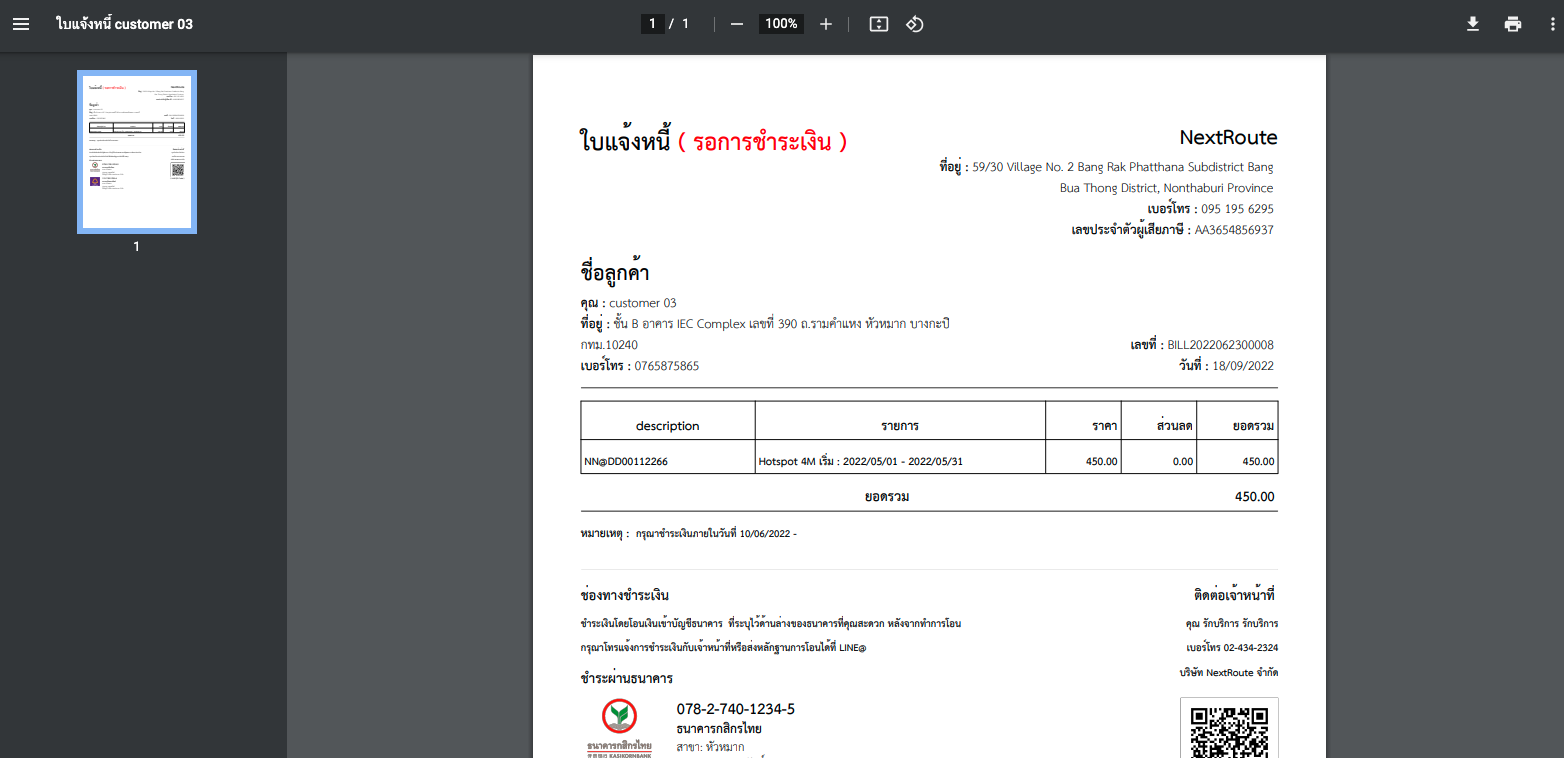 ใบแจ้งหนี้ customer 03
1 / 1
100%
1
ใบแจ้งหนี้ ( รอการชำระเงิน )
NextRoute
ที่อยู่ : 59/30 Village No. 2 Bang Rak Phatthana Subdistrict Bang
Bua Thong District, Nonthaburi Province
เบอร์โทร : 095 195 6295
เลขประจำตัวผู้เสียภาษี : AA3654856937
ชื่อลูกค้า
คุณ : customer 03
ที่อยู่ : ชั้น B อาคาร IEC Complex เลขที่ 390 ถ.รามคำแหง หัวหมาก บางกะปิ
กทม.10240
เลขที่ : BILL2022062300008
เบอร์โทร : 0765875865
วันที่ : 18/09/2022
description รายการ ราคา ส่วนลด ยอดรวม
NN@DD00112266 Hotspot 4M เริ่ม : 2022/05/01 - 2022/05/31 450.00 0.00 450.00
ยอดรวม 450.00
หมายเหตุ : กรุณาชำระเงินภายในวันที่ 10/06/2022 -
ช่องทางชำระเงิน
ติดต่อเจ้าหน้าที่
ชำระเงินโดยโอนเงินเข้าบัญชีธนาคาร ที่ระบุไว้ด้านล่างของธนาคารที่คุณสะดวก หลังจากทำการโอน
คุณ รักบริการ รักบริการ
กรุณาโทรแจ้งการชำระเงินกับเจ้าหน้าที่หรือส่งหลักฐานการโอนได้ที่ LINE@
เบอร์โทร 02-434-2324
บริษัท NextRoute จำกัด
ชำระผ่านธนาคาร
078-2-740-1234-5
ธนาคารกสิกรไทย
สาขา: หัวหมาก
ธนาคารกสิกรไทย
KASIKORNBANK